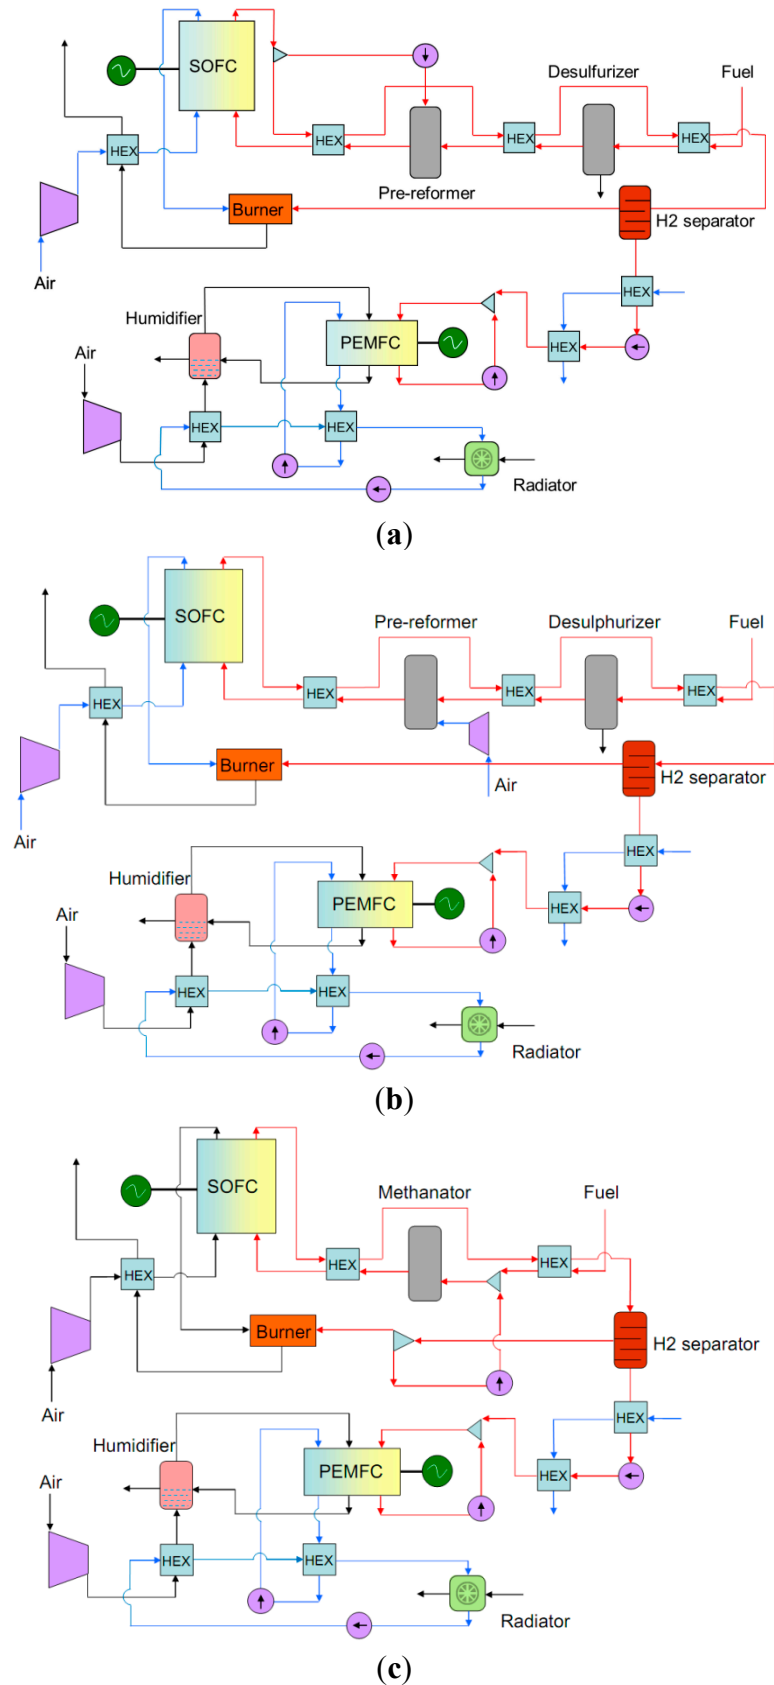 SOFC
Desulfurizer
Fuel
HEX
HEX
HEX
HEX
Pre-reformer
Burner
H2 separator
Air
HEX
Humidifier
PEMFC
HEX
Air
HEX
HEX
Radiator
(a)
SOFC
Pre-reformer
Desulphurizer
Fuel
HEX
HEX
HEX
HEX
Burner
Air
H2 separator
Air
HEX
Humidifier
PEMFC
HEX
Air
HEX
HEX
Radiator
(b)
SOFC
Methanator
Fuel
HEX
HEX
HEX
Burner
H2 separator
Air
HEX
Humidifier
PEMFC
HEX
Air
HEX
HEX
Radiator
(c)